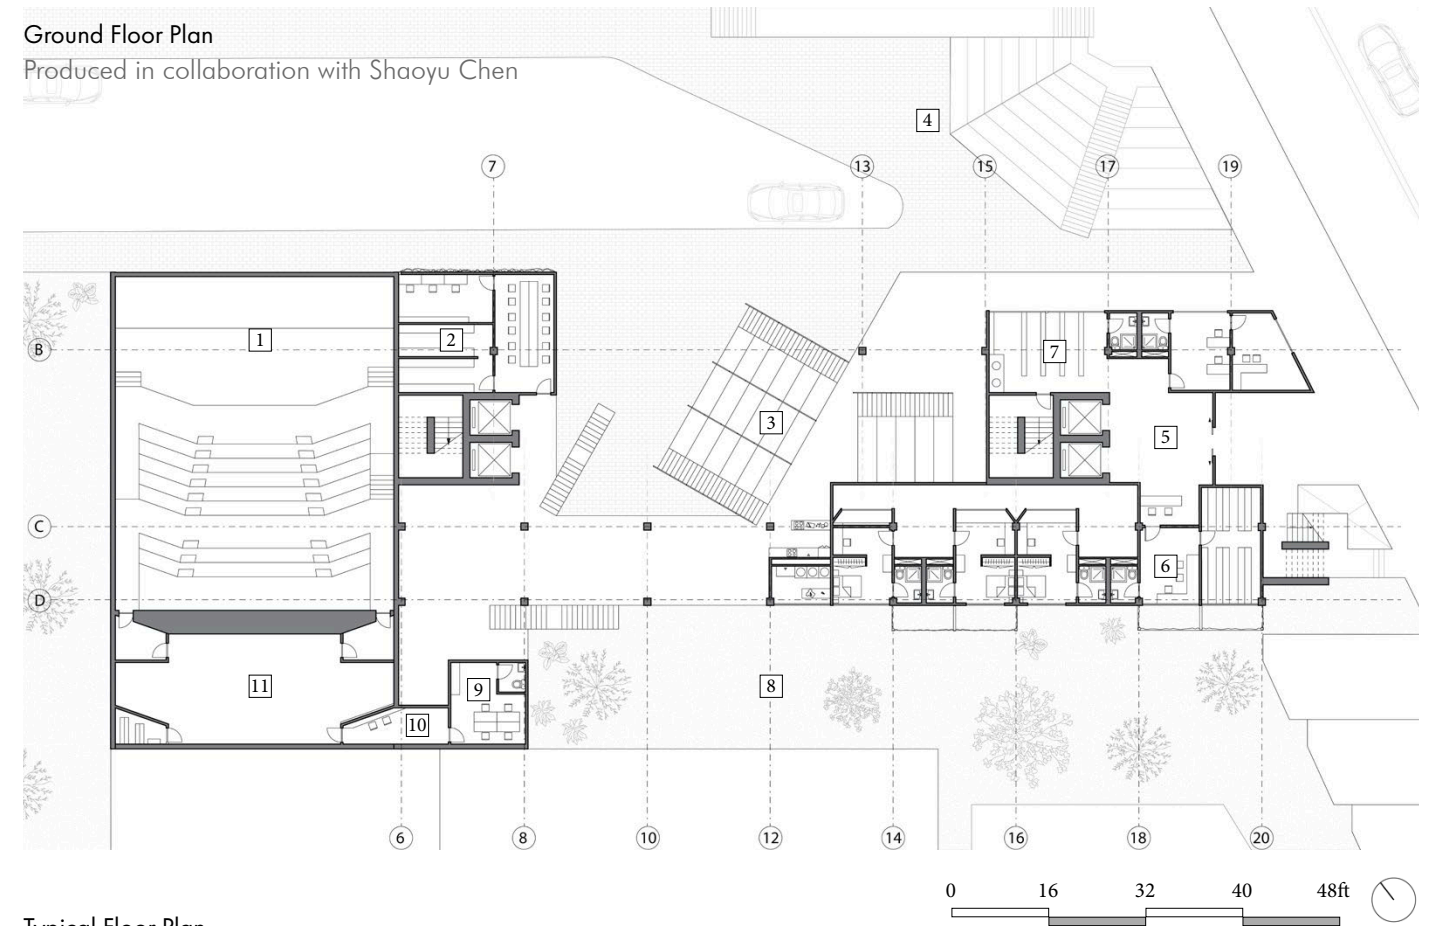 Ground Floor Plan
Produced in collaboration with Shaoyu Chen
4
7 13 15 17 19
1
2
B
7
3
5
C
6
D
11
9
8
10
6 8 10 12 14 16 18 20
0 16 32 40 48ft
Typical Floor Plan